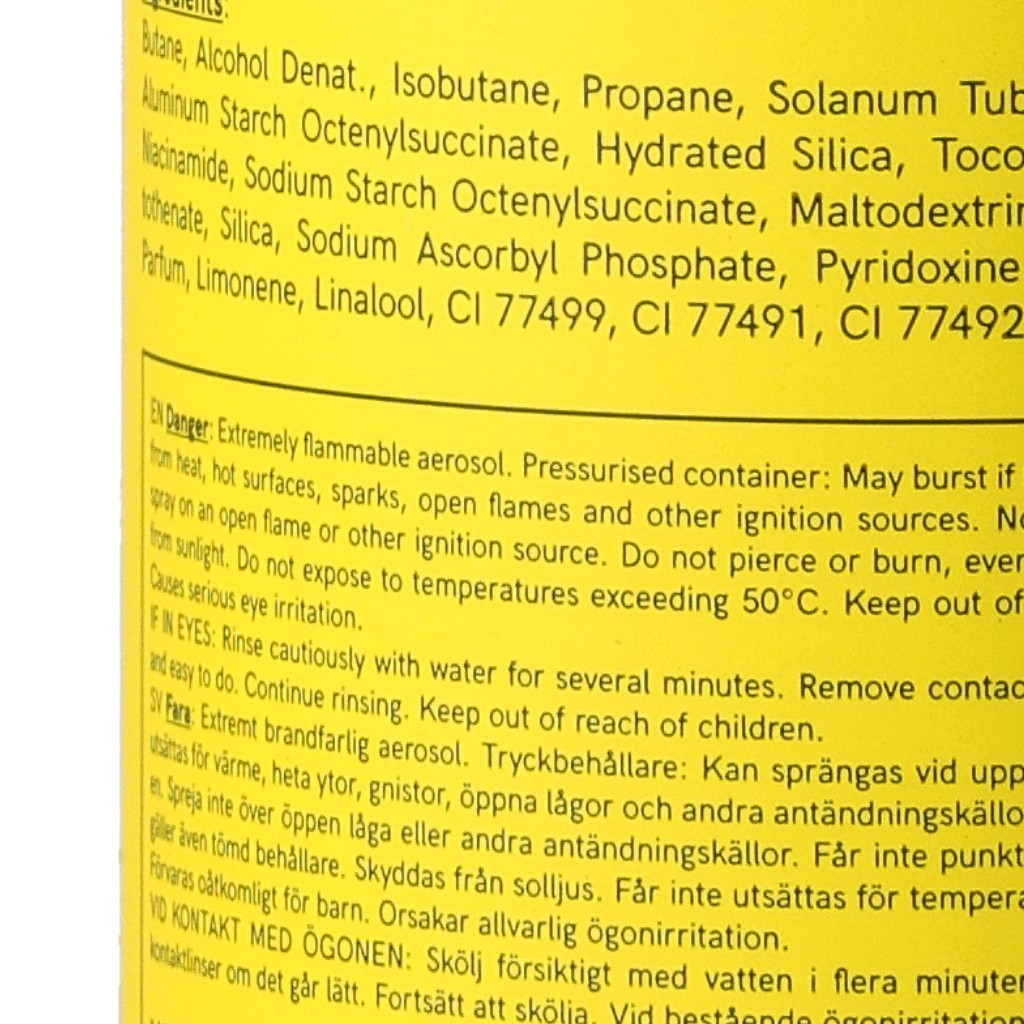 Butane, Alcohol Denat., Isobutane, Propane, Solanum Tub
Aluminum Starch Octenylsuccinate, Hydrated Silica, Toco
Niacinamide, Sodium Starch Octenylsuccinate, Maltodextrin
tothenate, Silica, Sodium Ascorbyl Phosphate, Pyridoxine
Parfum, Limonene, Linalool, CI 77499, CI 77491, CI 77492
EN Danger: Extremely flammable aerosol. Pressurised container: May burst if
from heat, hot surfaces, sparks, open flames and other ignition sources. No
spray on an open flame or other ignition source. Do not pierce or burn, even
from sunlight. Do not expose to temperatures exceeding 50°C. Keep out of
Causes serious eye irritation.
IF IN EYES: Rinse cautiously with water for several minutes. Remove contac
and easy to do. Continue rinsing. Keep out of reach of children.
SV Fara: Extremt brandfarlig aerosol. Tryckbehållare: Kan sprängas vid upp
utsättas för värme, heta ytor, gnistor, öppna lågor och andra antändningskällo
en. Spreja inte över öppen låga eller andra antändningskällor. Får inte punkt
gäller även tömd behållare. Skyddas från solljus. Får inte utsättas för tempera
Förvaras oåtkomligt för barn. Orsakar allvarlig ögonirritation.
VID KONTAKT MED ÖGONEN: Skölj försiktigt med vatten i flera minuter
kontaktlinser om det går lätt. Fortsätt att skölja. Vid bestående ögonirritation